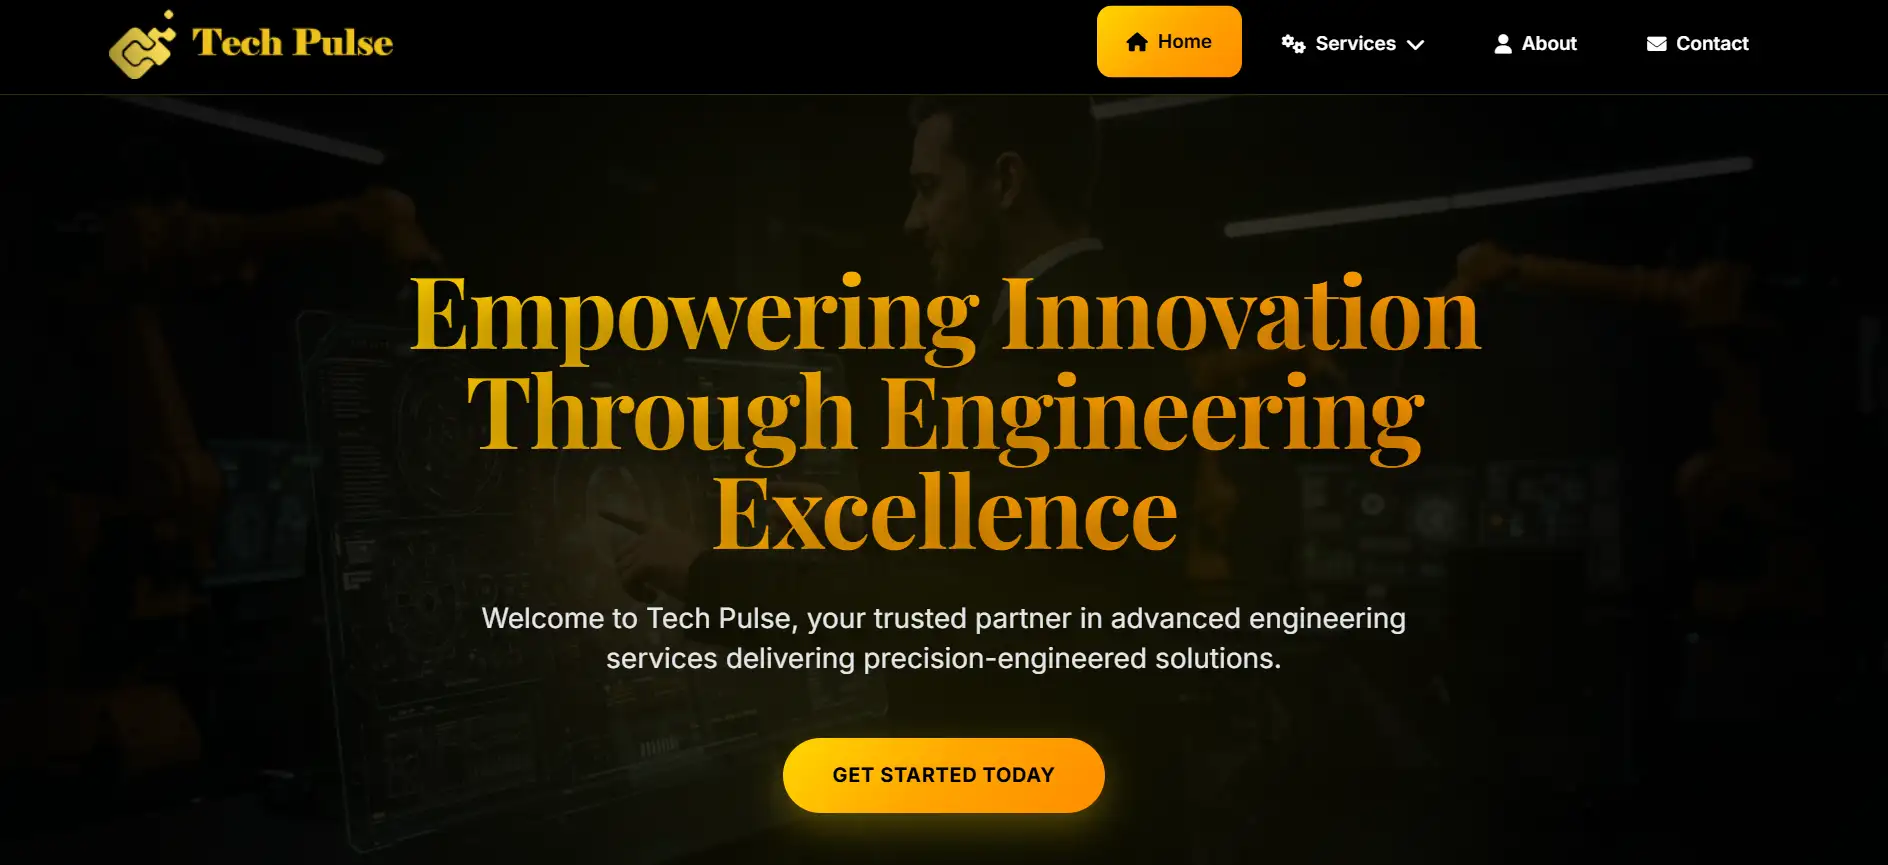 Tech Pulse
Home
Services
About
Contact
Empowering Innovation
Through Engineering
Excellence
Welcome to Tech Pulse, your trusted partner in advanced engineering
services delivering precision-engineered solutions.
GET STARTED TODAY